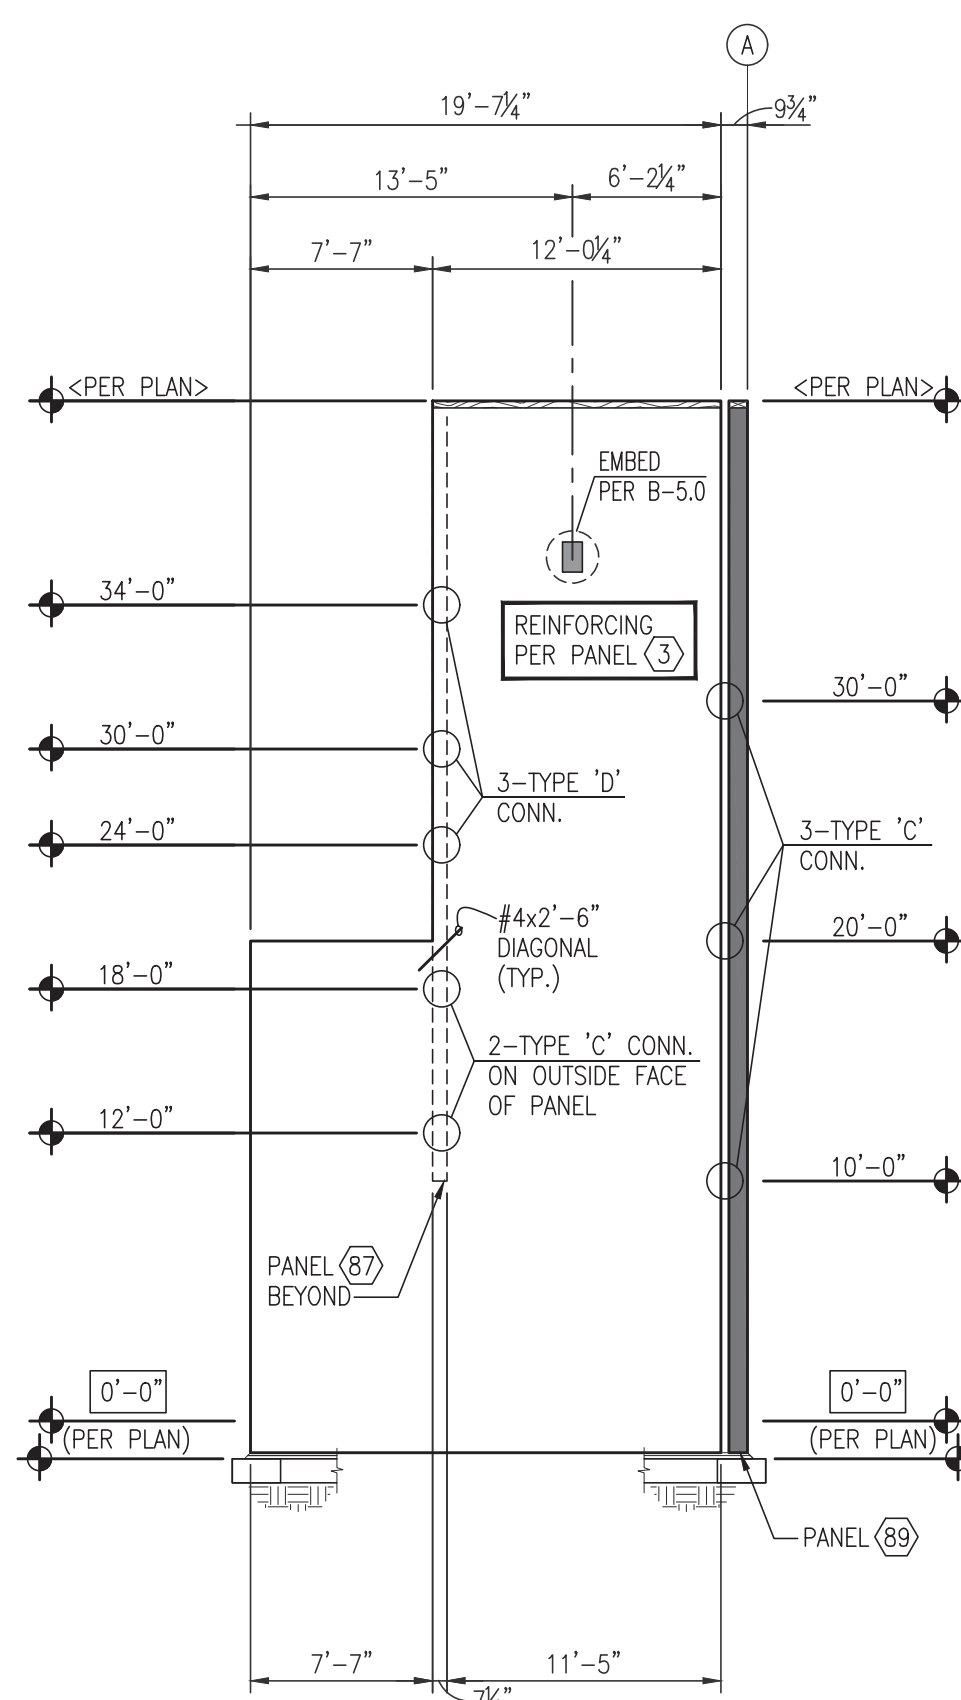 A
19'-7¼"
9¾"
13'-5"
6'-2¼"
7'-7"
12'-0¼"
<PER PLAN>
<PER PLAN>
EMBED
PER B-5.0
34'-0"
REINFORCING
PER PANEL 3
30'-0"
30'-0"
3-TYPE 'D'
CONN.
24'-0"
3-TYPE 'C'
CONN.
#4x2'-6"
DIAGONAL
(TYP.)
20'-0"
18'-0"
2-TYPE 'C' CONN.
ON OUTSIDE FACE
OF PANEL
12'-0"
10'-0"
PANEL 87
BEYOND
0'-0"
(PER PLAN)
0'-0"
(PER PLAN)
PANEL 89
7'-7"
11'-5"
7¼"